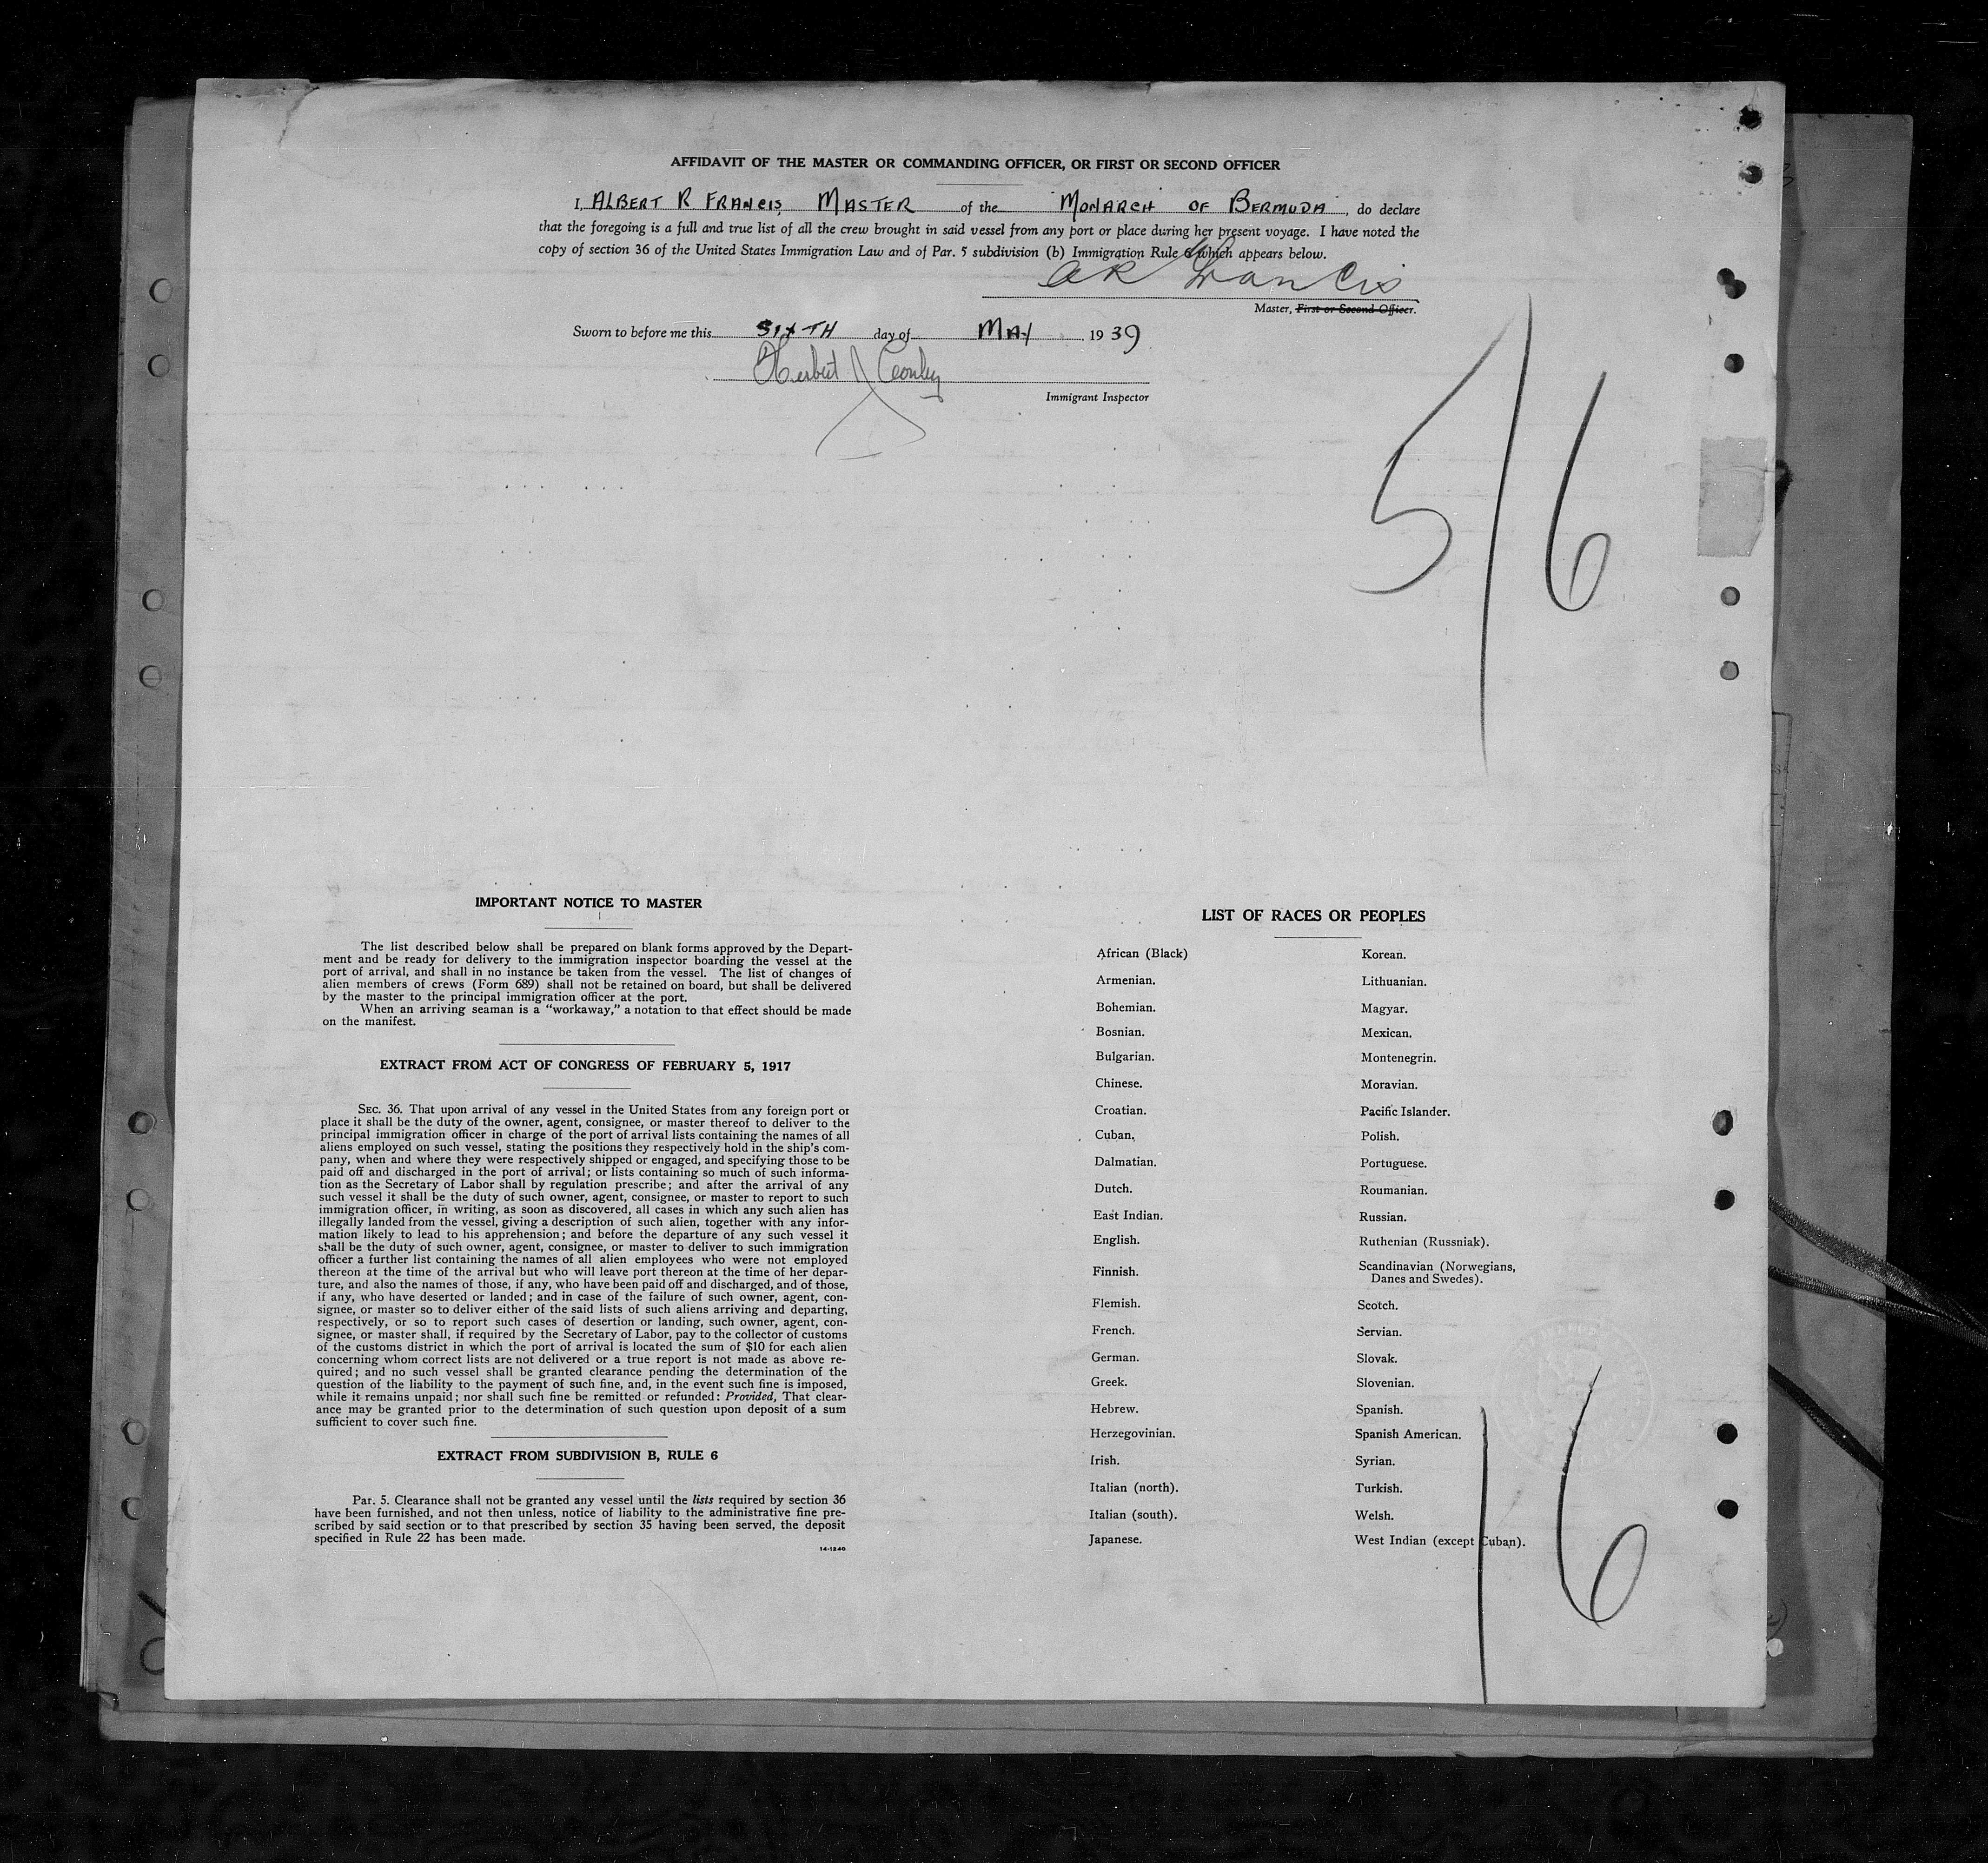 AFFIDAVIT OF THE MASTER OR COMMANDING OFFICER, OR FIRST OR SECOND OFFICER
I, ALBERT R FRANCIS, MASTER of the MONARCH OF BERMUDA, do declare
that the foregoing is a full and true list of all the crew brought in said vessel from any port or place during her present voyage. I have noted the
copy of section 36 of the United States Immigration Law and of Par. 5 subdivision (b) Immigration Rule 6 which appears below.
AR Francis
Master, First or Second Officer.
Sworn to before me this SIXTH day of MAY, 1939
Herbert J Conley
Immigrant Inspector
5/6
IMPORTANT NOTICE TO MASTER
The list described below shall be prepared on blank forms approved by the Depart-
ment and be ready for delivery to the immigration inspector boarding the vessel at the
port of arrival, and shall in no instance be taken from the vessel. The list of changes of
alien members of crews (Form 689) shall not be retained on board, but shall be delivered
by the master to the principal immigration officer at the port.
When an arriving seaman is a "workaway," a notation to that effect should be made
on the manifest.
EXTRACT FROM ACT OF CONGRESS OF FEBRUARY 5, 1917
SEC. 36. That upon arrival of any vessel in the United States from any foreign port or
place it shall be the duty of the owner, agent, consignee, or master thereof to deliver to the
principal immigration officer in charge of the port of arrival lists containing the names of all
aliens employed on such vessel, stating the positions they respectively hold in the ship's com-
pany, when and where they were respectively shipped or engaged, and specifying those to be
paid off and discharged in the port of arrival; or lists containing so much of such informa-
tion as the Secretary of Labor shall by regulation prescribe; and after the arrival of any
such vessel it shall be the duty of such owner, agent, consignee, or master to report to such
immigration officer, in writing, as soon as discovered, all cases in which any such alien has
illegally landed from the vessel, giving a description of such alien, together with any infor-
mation likely to lead to his apprehension; and before the departure of any such vessel it
shall be the duty of such owner, agent, consignee, or master to deliver to such immigration
officer a further list containing the names of all alien employees who were not employed
thereon at the time of the arrival but who will leave port thereon at the time of her depar-
ture, and also the names of those, if any, who have been paid off and discharged, and of those,
if any, who have deserted or landed; and in case of the failure of such owner, agent, con-
signee, or master so to deliver either of the said lists of such aliens arriving and departing,
respectively, or so to report such cases of desertion or landing, such owner, agent, con-
signee, or master shall, if required by the Secretary of Labor, pay to the collector of customs
of the customs district in which the port of arrival is located the sum of $10 for each alien
concerning whom correct lists are not delivered or a true report is not made as above re-
quired; and no such vessel shall be granted clearance pending the determination of the
question of the liability to the payment of such fine, and, in the event such fine is imposed,
while it remains unpaid; nor shall such fine be remitted or refunded: Provided, That clear-
ance may be granted prior to the determination of such question upon deposit of a sum
sufficient to cover such fine.
EXTRACT FROM SUBDIVISION B, RULE 6
Par. 5. Clearance shall not be granted any vessel until the lists required by section 36
have been furnished, and not then unless, notice of liability to the administrative fine pre-
scribed by said section or to that prescribed by section 35 having been served, the deposit
specified in Rule 22 has been made.
14-1240
LIST OF RACES OR PEOPLES
African (Black)
Armenian.
Bohemian.
Bosnian.
Bulgarian.
Chinese.
Croatian.
Cuban.
Dalmatian.
Dutch.
East Indian.
English.
Finnish.
Flemish.
French.
German.
Greek.
Hebrew.
Herzegovinian.
Irish.
Italian (north).
Italian (south).
Japanese.
Korean.
Lithuanian.
Magyar.
Mexican.
Montenegrin.
Moravian.
Pacific Islander.
Polish.
Portuguese.
Roumanian.
Russian.
Ruthenian (Russniak).
Scandinavian (Norwegians,
Danes and Swedes).
Scotch.
Servian.
Slovak.
Slovenian.
Spanish.
Spanish American.
Syrian.
Turkish.
Welsh.
West Indian (except Cuban).
16